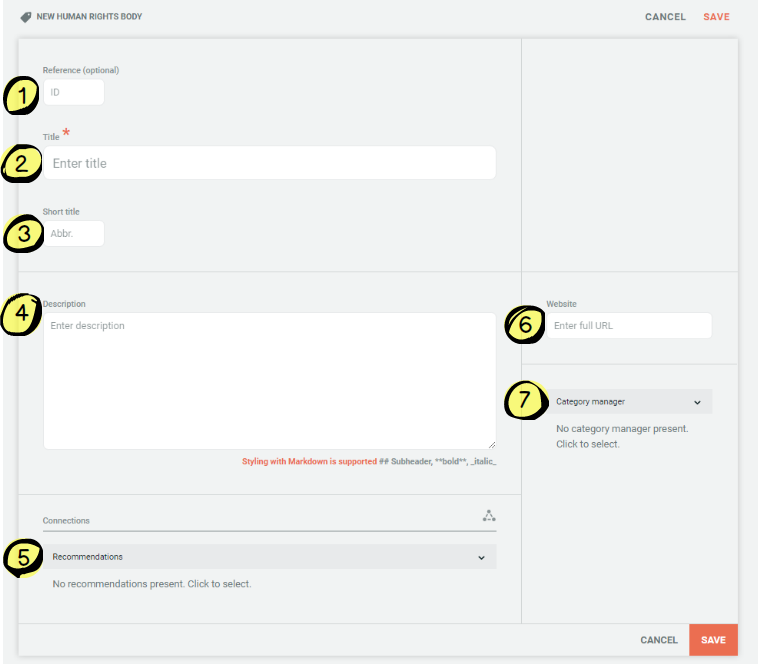 NEW HUMAN RIGHTS BODY
CANCEL SAVE
Reference (optional)
1 ID
Title *
2 Enter title
Short title
3 Abbr.
4 Description
Enter description
Styling with Markdown is supported ## Subheader, **bold**, _italic_
Website
6 Enter full URL
7 Category manager
No category manager present.
Click to select.
Connections
5 Recommendations
No recommendations present. Click to select.
CANCEL SAVE